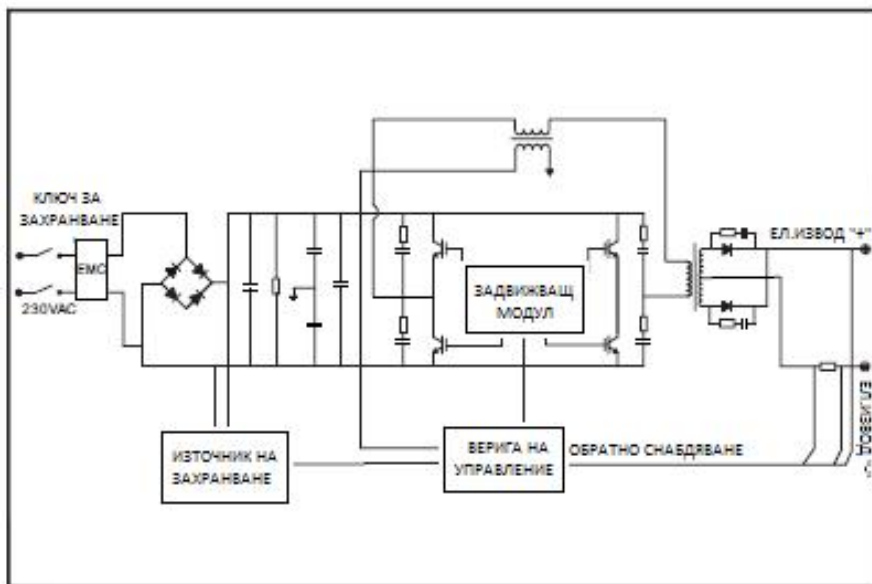 КЛЮЧ ЗА
ЗАХРАНВАНЕ
EMC
230VAC
ЗАДВИЖВАЩ
МОДУЛ
ЕЛ.ИЗВОД "+"
ЕЛ.ИЗВОД "-"
ИЗТОЧНИК НА
ЗАХРАНВАНЕ
ВЕРИГА НА
УПРАВЛЕНИЕ
ОБРАТНО СНАБДЯВАНЕ